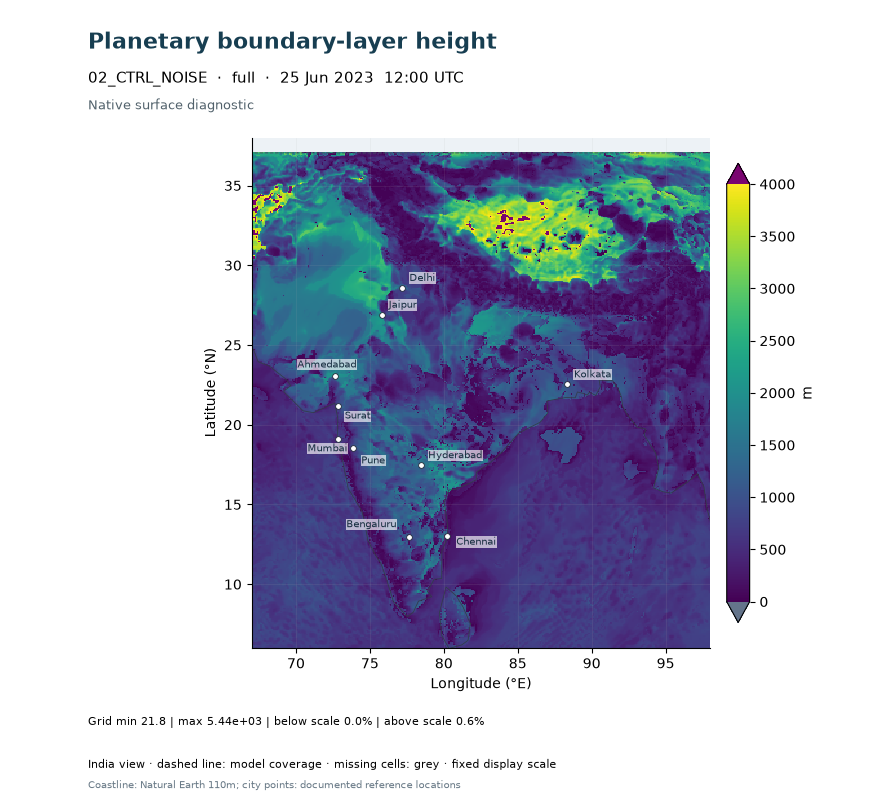 Planetary boundary-layer height
02_CTRL_NOISE · full · 25 Jun 2023 12:00 UTC
Native surface diagnostic
35
30
25
20
15
10
Latitude (°N)
Delhi
Jaipur
Ahmedabad
Surat
Mumbai
Pune
Hyderabad
Kolkata
Bengaluru
Chennai
70
75
80
85
90
95
Longitude (°E)
4000
3500
3000
2500
2000
1500
1000
500
0
m
Grid min 21.8 | max 5.44e+03 | below scale 0.0% | above scale 0.6%
India view · dashed line: model coverage · missing cells: grey · fixed display scale
Coastline: Natural Earth 110m; city points: documented reference locations